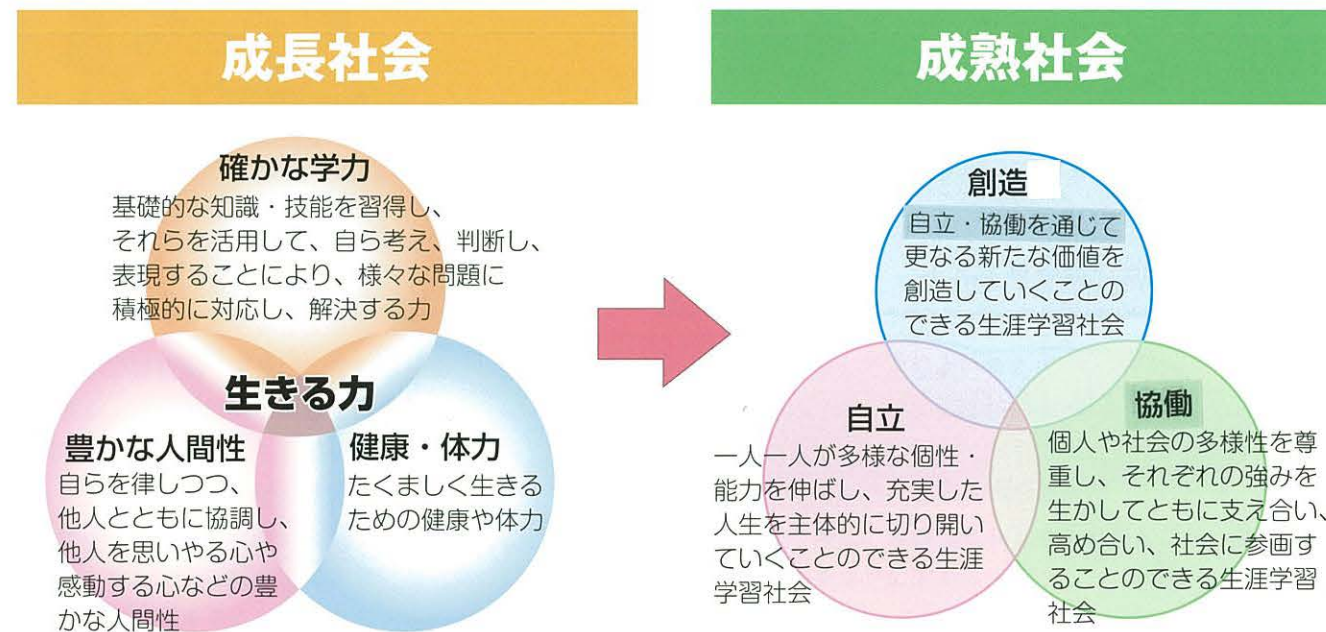 成長社会
確かな学力
基礎的な知識・技能を習得し、
それらを活用して、自ら考え、判断し、
表現することにより、様々な問題に
積極的に対応し、解決する力
生きる力
豊かな人間性
自らを律しつつ、
他人とともに協調し、
他人を思いやる心や
感動する心などの豊
かな人間性
健康・体力
たくましく生きる
ための健康や体力
成熟社会
創造
自立・協働を通じて
更なる新たな価値を
創造していくことの
できる生涯学習社会
自立
一人一人が多様な個性・
能力を伸ばし、充実した
人生を主体的に切り開い
ていくことのできる生涯
学習社会
協働
個人や社会の多様性を尊
重し、それぞれの強みを
生かしてともに支え合い、
高め合い、社会に参画す
ることのできる生涯学習
社会